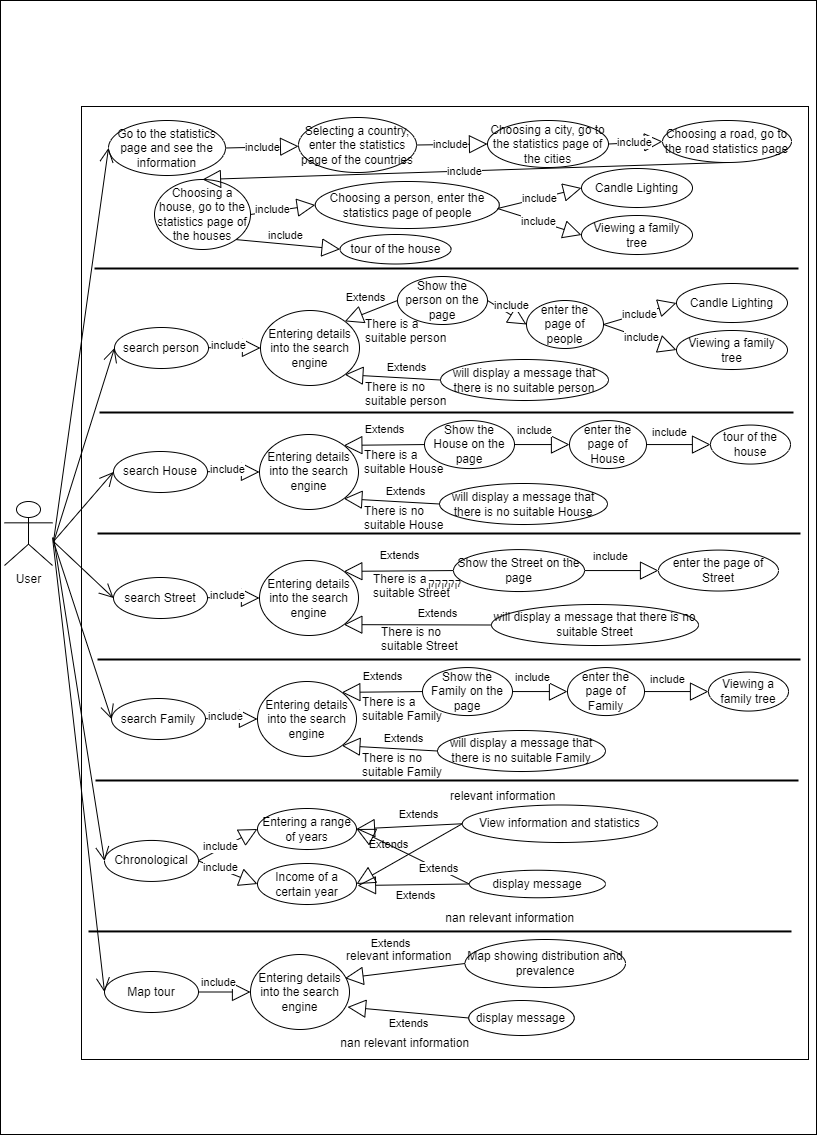 Go to the statistics
page and see the
information
include
Selecting a country,
enter the statistics
page of the countries
include
Choosing a city, go to
the statistics page of
the cities
include
Choosing a road, go to
the road statistics page
include
Choosing a
house, go to the
statistics page of
the houses
include
Choosing a person, enter the
statistics page of people
include
Candle Lighting
include
Viewing a family
tree
include
tour of the house
search person
include
Entering details
into the search
engine
Extends
There is a
suitable person
Show the
person on the
page
include
enter the
page of
people
include
Candle Lighting
include
Viewing a family
tree
Extends
There is no
suitable person
will display a message that
there is no suitable person
search House
include
Entering details
into the search
engine
Extends
There is a
suitable House
Show the
House on the
page
include
enter the
page of
House
include
tour of the
house
Extends
There is no
suitable House
will display a message that
there is no suitable House
User
search Street
include
Entering details
into the search
engine
Extends
There is a
suitable Street
קקקקק
Show the Street on the
page
include
enter the page of
Street
Extends
There is no
suitable Street
will display a message that there is no
suitable Street
search Family
include
Entering details
into the search
engine
Extends
There is a
suitable Family
Show the
Family on the
page
include
enter the
page of
Family
include
Viewing a
family tree
Extends
There is no
suitable Family
will display a message that
there is no suitable Family
relevant information
Chronological
include
include
Entering a range
of years
Income of a
certain year
Extends
Extends
Extends
Extends
View information and statistics
display message
nan relevant information
Map tour
include
Entering details
into the search
engine
Extends
relevant information
Map showing distribution and
prevalence
Extends
display message
nan relevant information